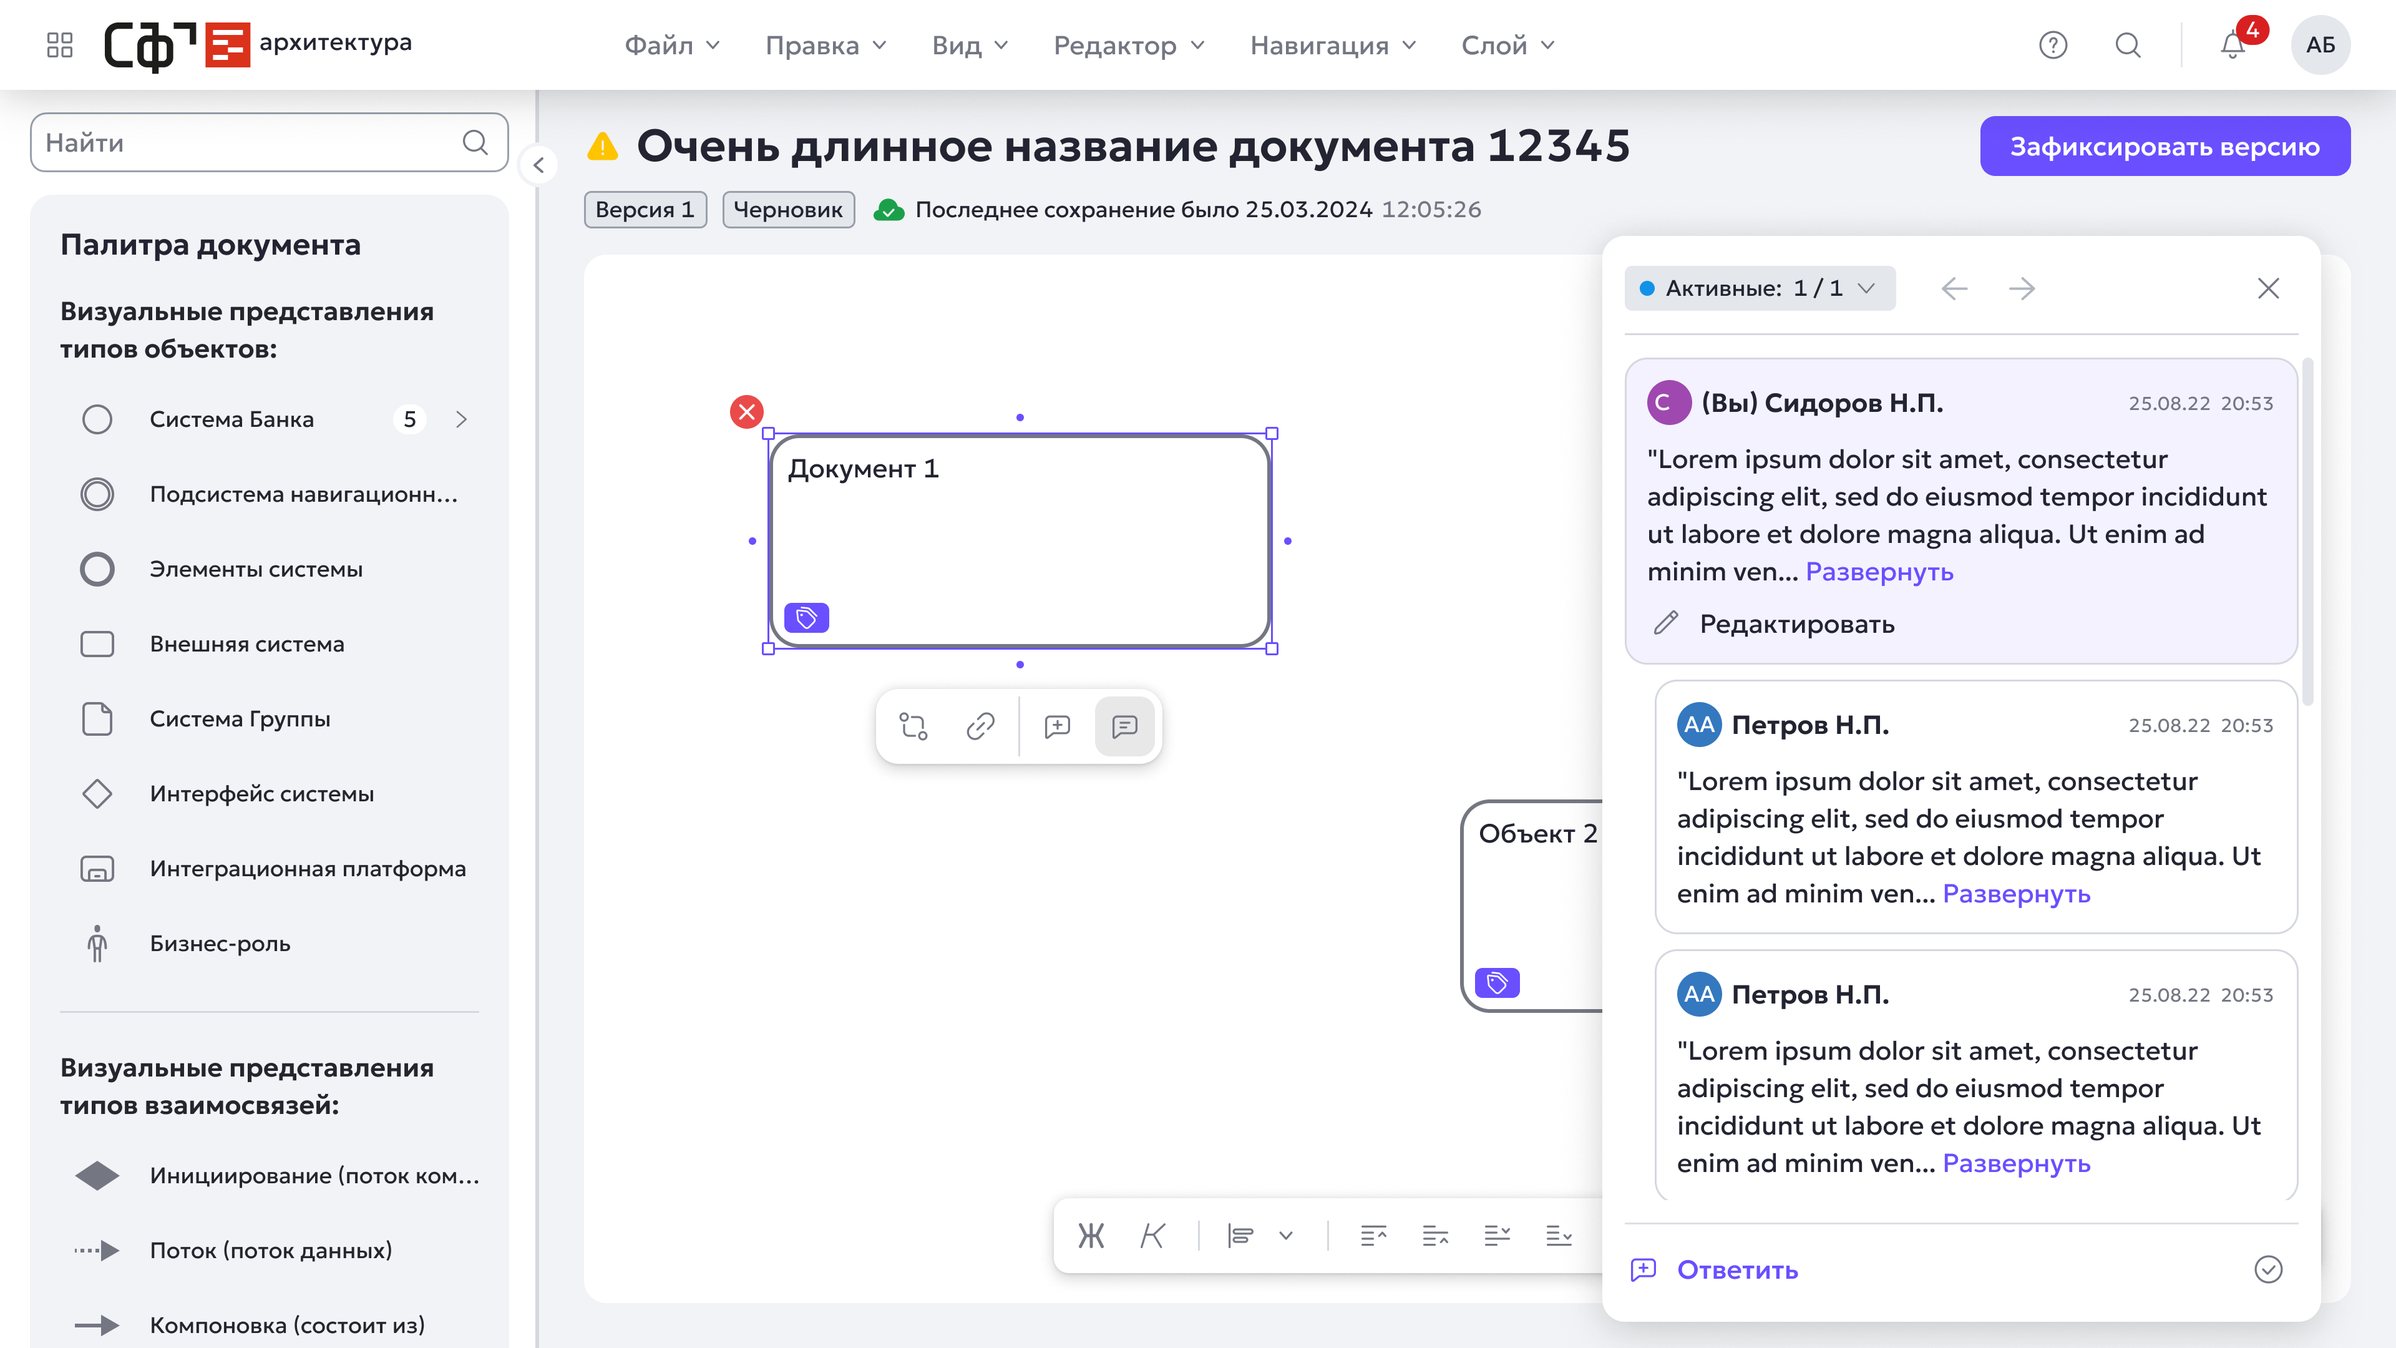 Сфера архитектура
Файл
Правка
Вид
Редактор
Навигация
Слой
4
АБ
Найти
Палитра документа
Визуальные представления
типов объектов:
Система Банка 5
Подсистема навигационн...
Элементы системы
Внешняя система
Система Группы
Интерфейс системы
Интеграционная платформа
Бизнес-роль
Визуальные представления
типов взаимосвязей:
Инициирование (поток ком...
Поток (поток данных)
Компоновка (состоит из)
Очень длинное название документа 12345
Зафиксировать версию
Версия 1
Черновик
Последнее сохранение было 25.03.2024 12:05:26
Документ 1
Объект 2
Ж К
Активные: 1 / 1
С (Вы) Сидоров Н.П. 25.08.22 20:53
"Lorem ipsum dolor sit amet, consectetur
adipiscing elit, sed do eiusmod tempor incididunt
ut labore et dolore magna aliqua. Ut enim ad
minim ven... Развернуть
Редактировать
АА Петров Н.П. 25.08.22 20:53
"Lorem ipsum dolor sit amet, consectetur
adipiscing elit, sed do eiusmod tempor
incididunt ut labore et dolore magna aliqua. Ut
enim ad minim ven... Развернуть
АА Петров Н.П. 25.08.22 20:53
"Lorem ipsum dolor sit amet, consectetur
adipiscing elit, sed do eiusmod tempor
incididunt ut labore et dolore magna aliqua. Ut
enim ad minim ven... Развернуть
Ответить